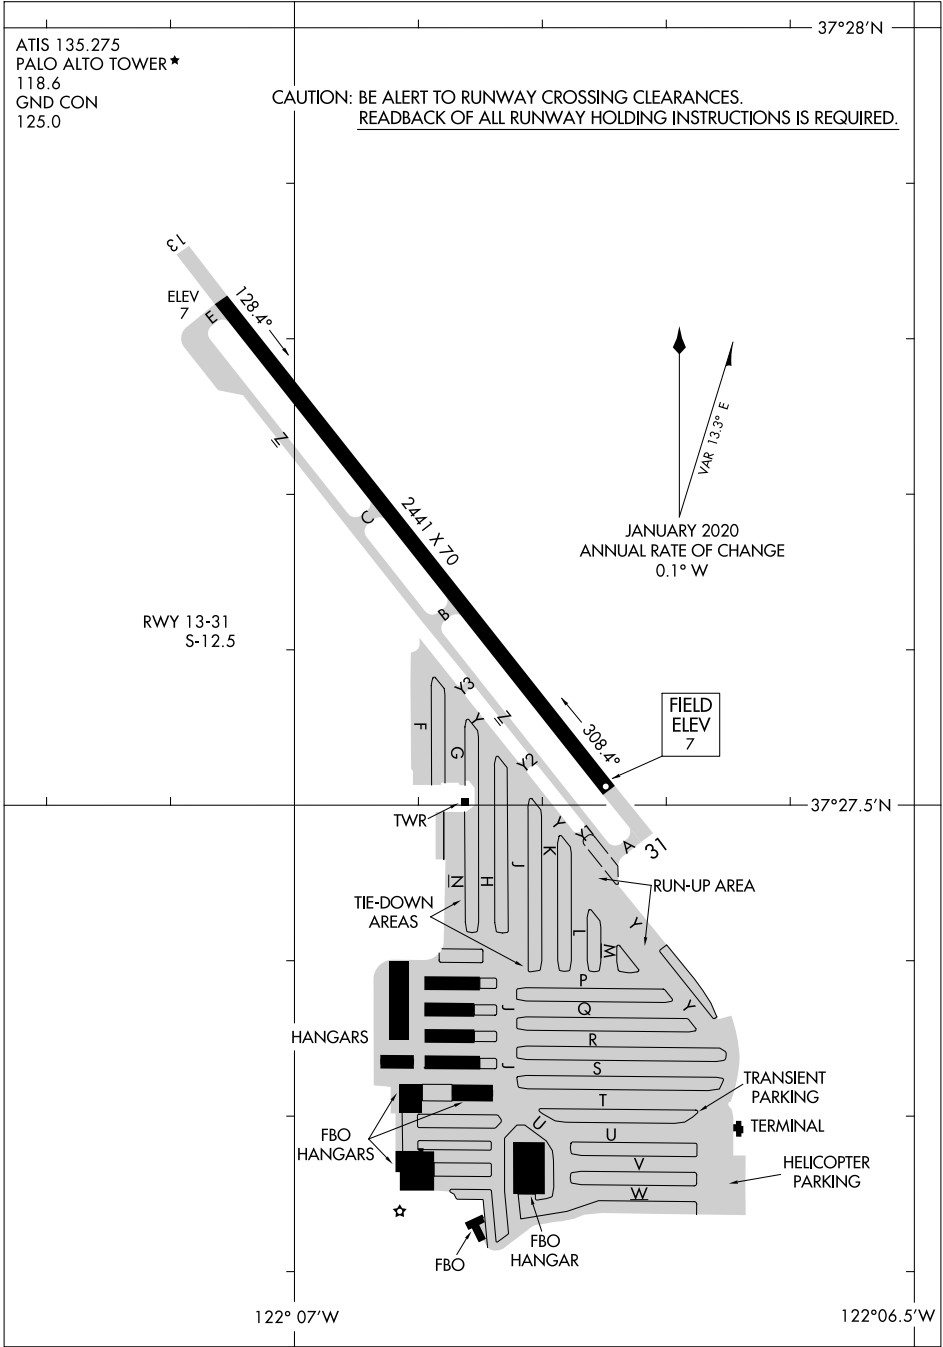 37°28'N
ATIS 135.275
PALO ALTO TOWER★
118.6
GND CON
125.0
CAUTION: BE ALERT TO RUNWAY CROSSING CLEARANCES.
READBACK OF ALL RUNWAY HOLDING INSTRUCTIONS IS REQUIRED.
13
ELEV
7
E
128.4°
VAR 13.3° E
Z
C
2441 X 70
JANUARY 2020
ANNUAL RATE OF CHANGE
0.1° W
B
RWY 13-31
S-12.5
Y3
F
G
Y
Z
Y2
308.4°
FIELD
ELEV
7
37°27.5'N
TWR
Y
Y1
A
31
K
J
N
H
RUN-UP AREA
TIE-DOWN
AREAS
L
M
Y
P
J
Q
Y
HANGARS
R
J
S
TRANSIENT
PARKING
T
U
TERMINAL
U
FBO
HANGARS
V
HELICOPTER
PARKING
W
FBO
FBO
HANGAR
122° 07'W
122°06.5'W